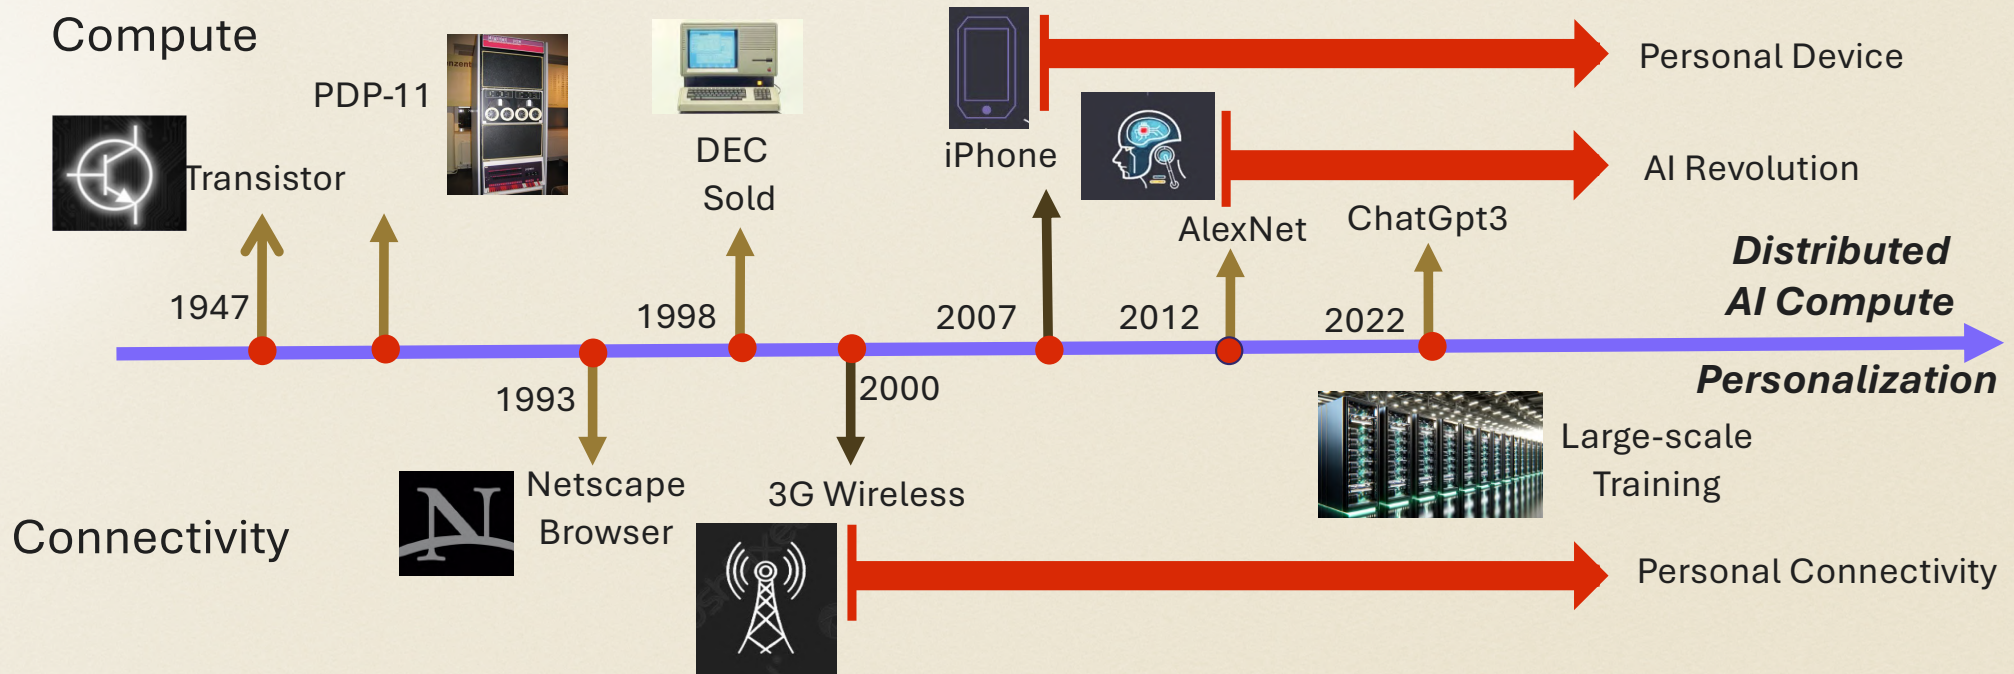 Compute
PDP-11
Transistor
DEC
Sold
iPhone
Personal Device
AI Revolution
AlexNet
ChatGpt3
Distributed
AI Compute
1947
1998
2007
2012
2022
1993
2000
Personalization
Netscape
Browser
N
3G Wireless
Large-scale
Training
Connectivity
Personal Connectivity